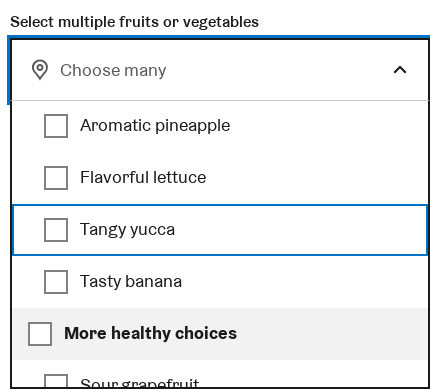 Select multiple fruits or vegetables
Choose many
Aromatic pineapple
Flavorful lettuce
Tangy yucca
Tasty banana
More healthy choices
Sour grapefruit